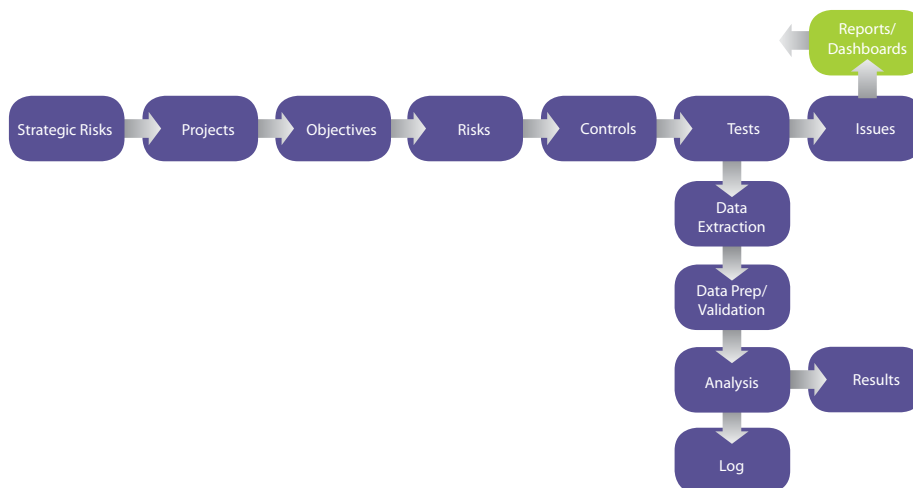 Reports/
Dashboards
Strategic Risks
Projects
Objectives
Risks
Controls
Tests
Issues
Data
Extraction
Data Prep/
Validation
Analysis
Results
Log